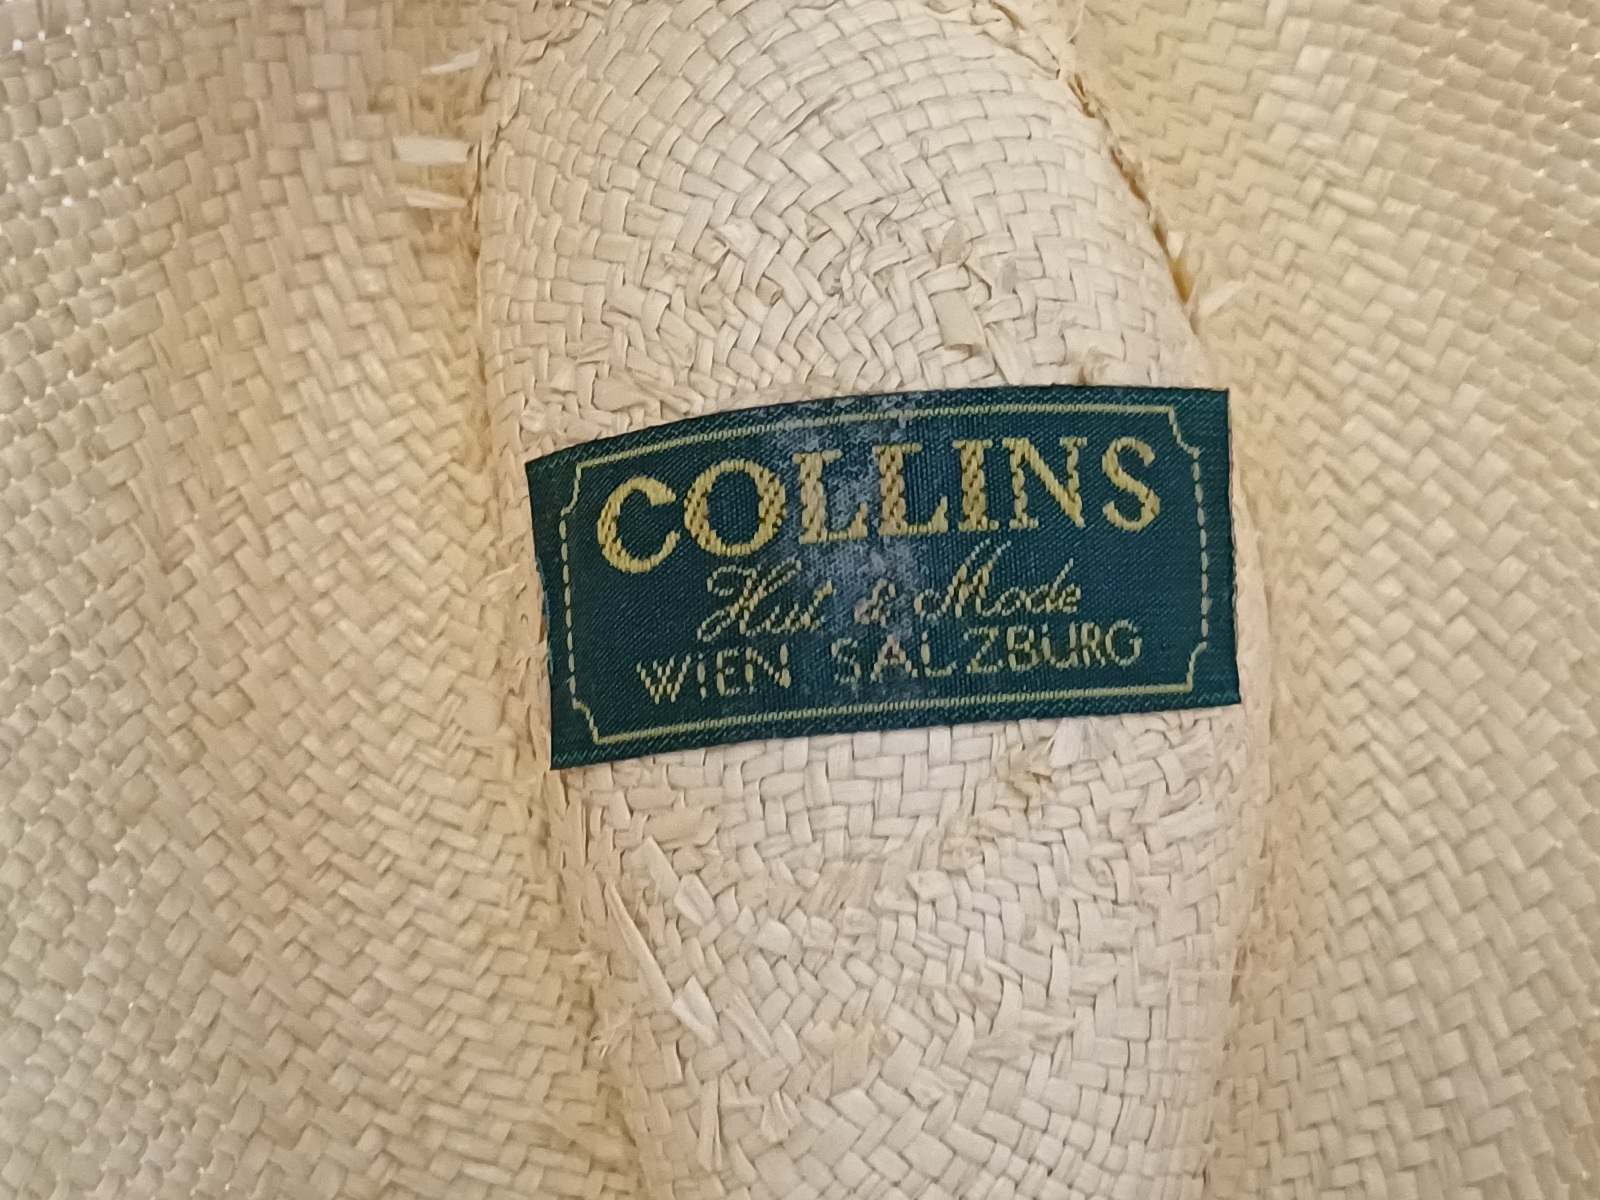 COLLINS
Hut & Mode
WIEN SALZBURG